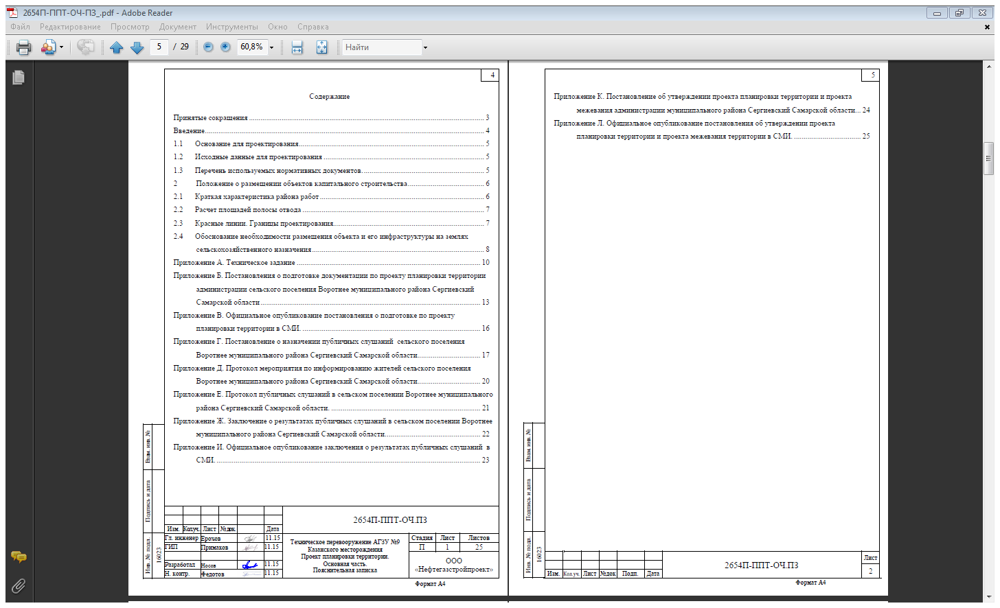 2654П-ППТ-ОЧ-ПЗ_.pdf - Adobe Reader
Файл Редактирование Просмотр Документ Инструменты Окно Справка
5 / 29 60,8% Найти
4
Содержание
Принятые сокращения 3
Введение 4
1.1 Основание для проектирования 5
1.2 Исходные данные для проектирования 5
1.3 Перечень используемых нормативных документов. 5
2 Положение о размещении объектов капитального строительства 6
2.1 Краткая характеристика района работ 6
2.2 Расчет площадей полосы отвода 7
2.3 Красные линии. Границы проектирования 7
2.4 Обоснование необходимости размещения объекта и его инфраструктуры на землях
сельскохозяйственного назначения 8
Приложение А. Техническое задание 10
Приложение Б. Постановления о подготовке документации по проекту планировки территории
администрации сельского поселения Воротнее муниципального района Сергиевский
Самарской области 13
Приложение В. Официальное опубликование постановления о подготовке по проекту
планировки территории в СМИ. 16
Приложение Г. Постановление о назначении публичных слушаний сельского поселения
Воротнее муниципального района Сергиевский Самарской области 17
Приложение Д. Протокол мероприятия по информированию жителей сельского поселения
Воротнее муниципального района Сергиевский Самарской области 20
Приложение Е. Протокол публичных слушаний в сельском поселении Воротнее муниципального
района Сергиевский Самарской области. 21
Приложение Ж. Заключение о результатах публичных слушаний в сельском поселении Воротнее
муниципального района Сергиевский Самарской области 22
Приложение И. Официальное опубликование заключения о результатах публичных слушаний в
СМИ. 23
Взам. инв. №
Подпись и дата
Инв. № подл.
16023
2654П-ППТ-ОЧ.ПЗ
Изм. Колуч. Лист №док Дата
Гл. инженер Ерохов 11.15
ГИП Примаков 11.15
Разработал Носов 11.15
Н. контр. Федотов 11.15
Техническое перевооружение АГЗУ №9
Казанского месторождения
Проект планировки территории.
Основная часть.
Пояснительная записка
Стадия Лист Листов
П 1 25
ООО
«Нефтегазстройпроект»
Формат А4
5
Приложение К. Постановление об утверждении проекта планировки территории и проекта
межевания администрации муниципального района Сергиевский Самарской области 24
Приложение Л. Официальное опубликование постановления об утверждении проекта
планировки территории и проекта межевания территории в СМИ. 25
Взам. инв. №
Подпись и дата
Инв. № подл.
16023
Изм. Кол.уч. Лист №док Подп. Дата
2654П-ППТ-ОЧ.ПЗ
Лист
2
Формат А4